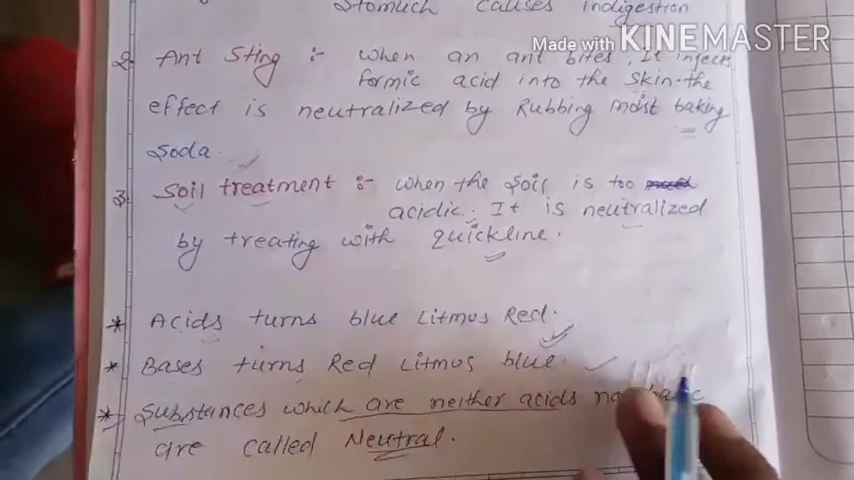 Stomuch causes indigestion
Made with KINEMASTER
2. Ant Sting :- when an ant bites, It injects
formic acid into the skin. the
effect is neutralized by Rubbing moist baking
Soda.
3. Soil treatment :- when the soil is too
acidic. It is neutralized
by treating with quickline.
* Acids turns blue Litmus Red.
* Bases turns Red Litmus blue.
* Substances which are neither acids
are called Neutral.